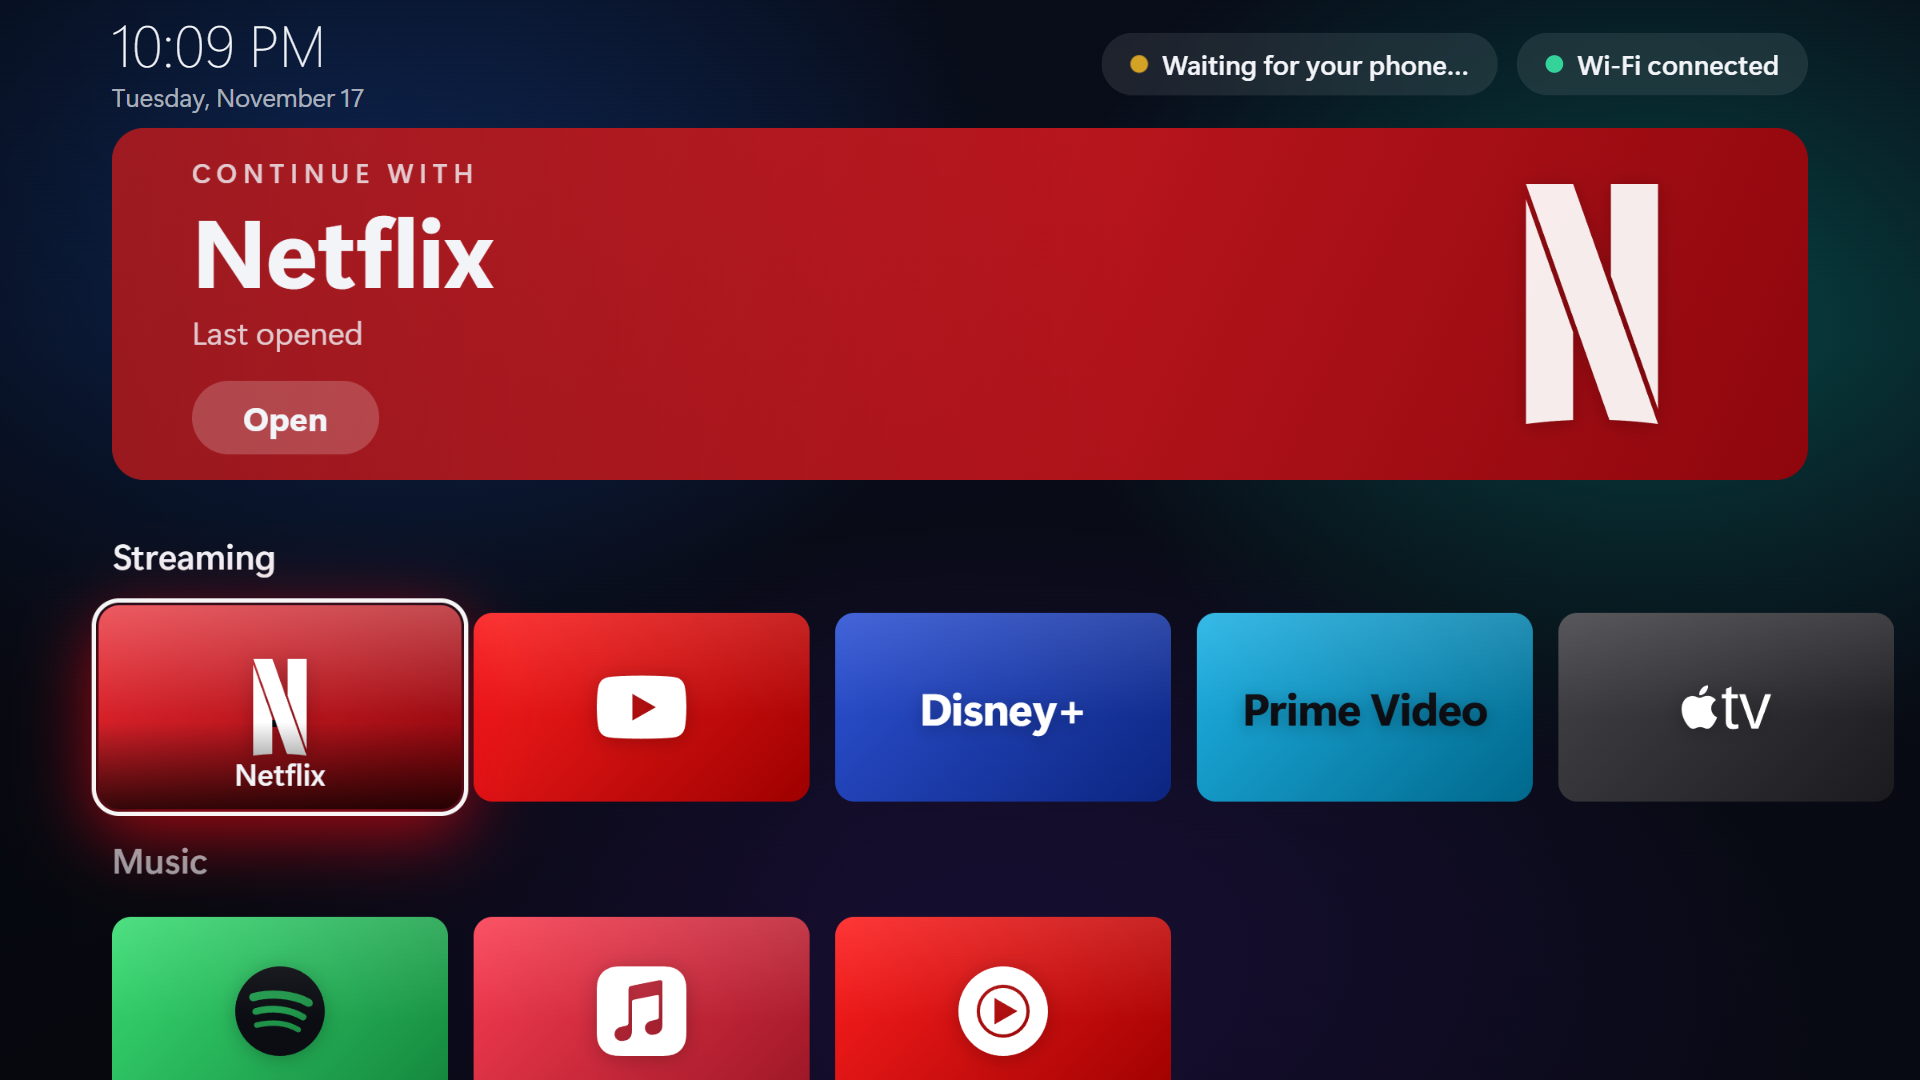 10:09 PM
Tuesday, November 17
Waiting for your phone...
Wi-Fi connected
CONTINUE WITH
Netflix
Last opened
Open
Streaming
Netflix
Disney+
Prime Video
tv
Music